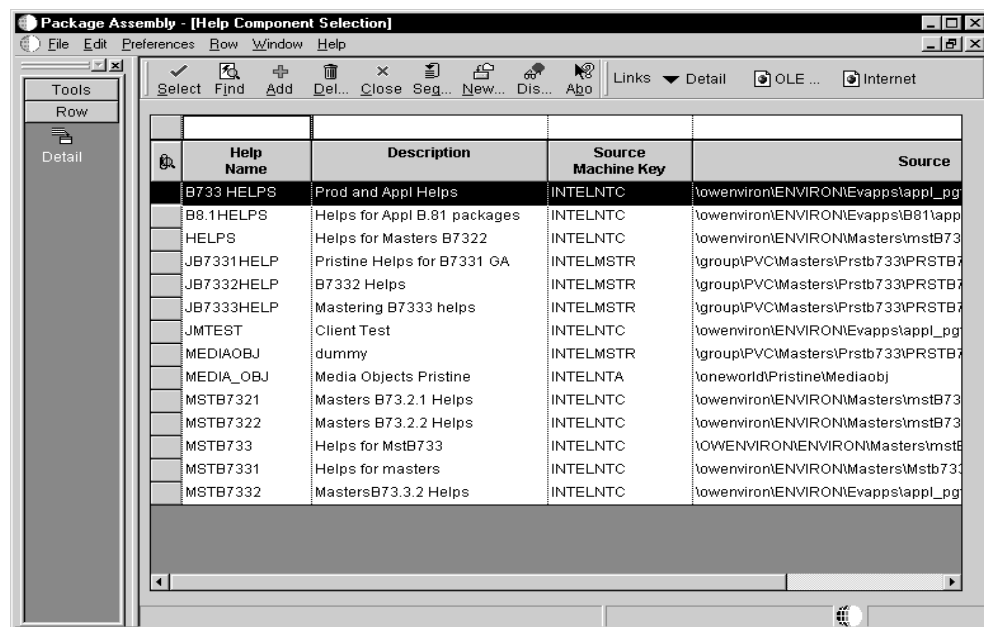 Package Assembly - [Help Component Selection]
File Edit Preferences Row Window Help
Tools
Row
Detail
Select Find Add Del... Close Seq... New... Dis... Abo Links Detail OLE ... Internet
Help Name Description Source Machine Key Source
B733 HELPS Prod and Appl Helps INTELNTC \owenviron\ENVIRON\Evapps\appl_pg
B8.1HELPS Helps for Appl B.81 packages INTELNTC \owenviron\ENVIRON\Evapps\B81\app
HELPS Helps for Masters B7322 INTELNTC \owenviron\ENVIRON\Masters\mstB73
JB7331HELP Pristine Helps for B7331 GA INTELMSTR \group\PVC\Masters\Prstb733\PRSTB7
JB7332HELP B7332 Helps INTELMSTR \group\PVC\Masters\Prstb733\PRSTB7
JB7333HELP Mastering B7333 helps INTELMSTR \group\PVC\Masters\Prstb733\PRSTB7
JMTEST Client Test INTELNTC \owenviron\ENVIRON\Evapps\appl_pg
MEDIAOBJ dummy INTELMSTR \group\PVC\Masters\Prstb733\PRSTB7
MEDIA_OBJ Media Objects Pristine INTELNTA \oneworld\Pristine\Mediaobj
MSTB7321 Masters B73.2.1 Helps INTELNTC \owenviron\ENVIRON\Masters\mstB73
MSTB7322 Masters B73.2.2 Helps INTELNTC \owenviron\ENVIRON\Masters\mstB73
MSTB733 Helps for MstB733 INTELNTC \OWENVIRON\ENVIRON\Masters\mstB
MSTB7331 Helps for masters INTELNTC \owenviron\ENVIRON\Masters\Mstb733
MSTB7332 MastersB73.3.2 Helps INTELNTC \owenviron\ENVIRON\Evapps\appl_pg